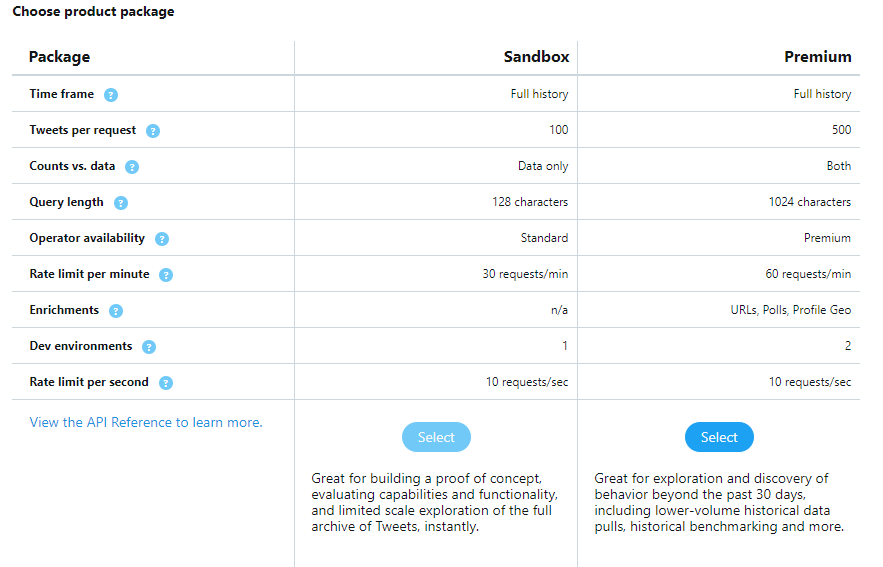 Choose product package
Package Sandbox Premium
Time frame ? Full history Full history
Tweets per request ? 100 500
Counts vs. data ? Data only Both
Query length ? 128 characters 1024 characters
Operator availability ? Standard Premium
Rate limit per minute ? 30 requests/min 60 requests/min
Enrichments ? n/a URLs, Polls, Profile Geo
Dev environments ? 1 2
Rate limit per second ? 10 requests/sec 10 requests/sec
View the API Reference to learn more.
Select
Great for building a proof of concept,
evaluating capabilities and functionality,
and limited scale exploration of the full
archive of Tweets, instantly.
Select
Great for exploration and discovery of
behavior beyond the past 30 days,
including lower-volume historical data
pulls, historical benchmarking and more.